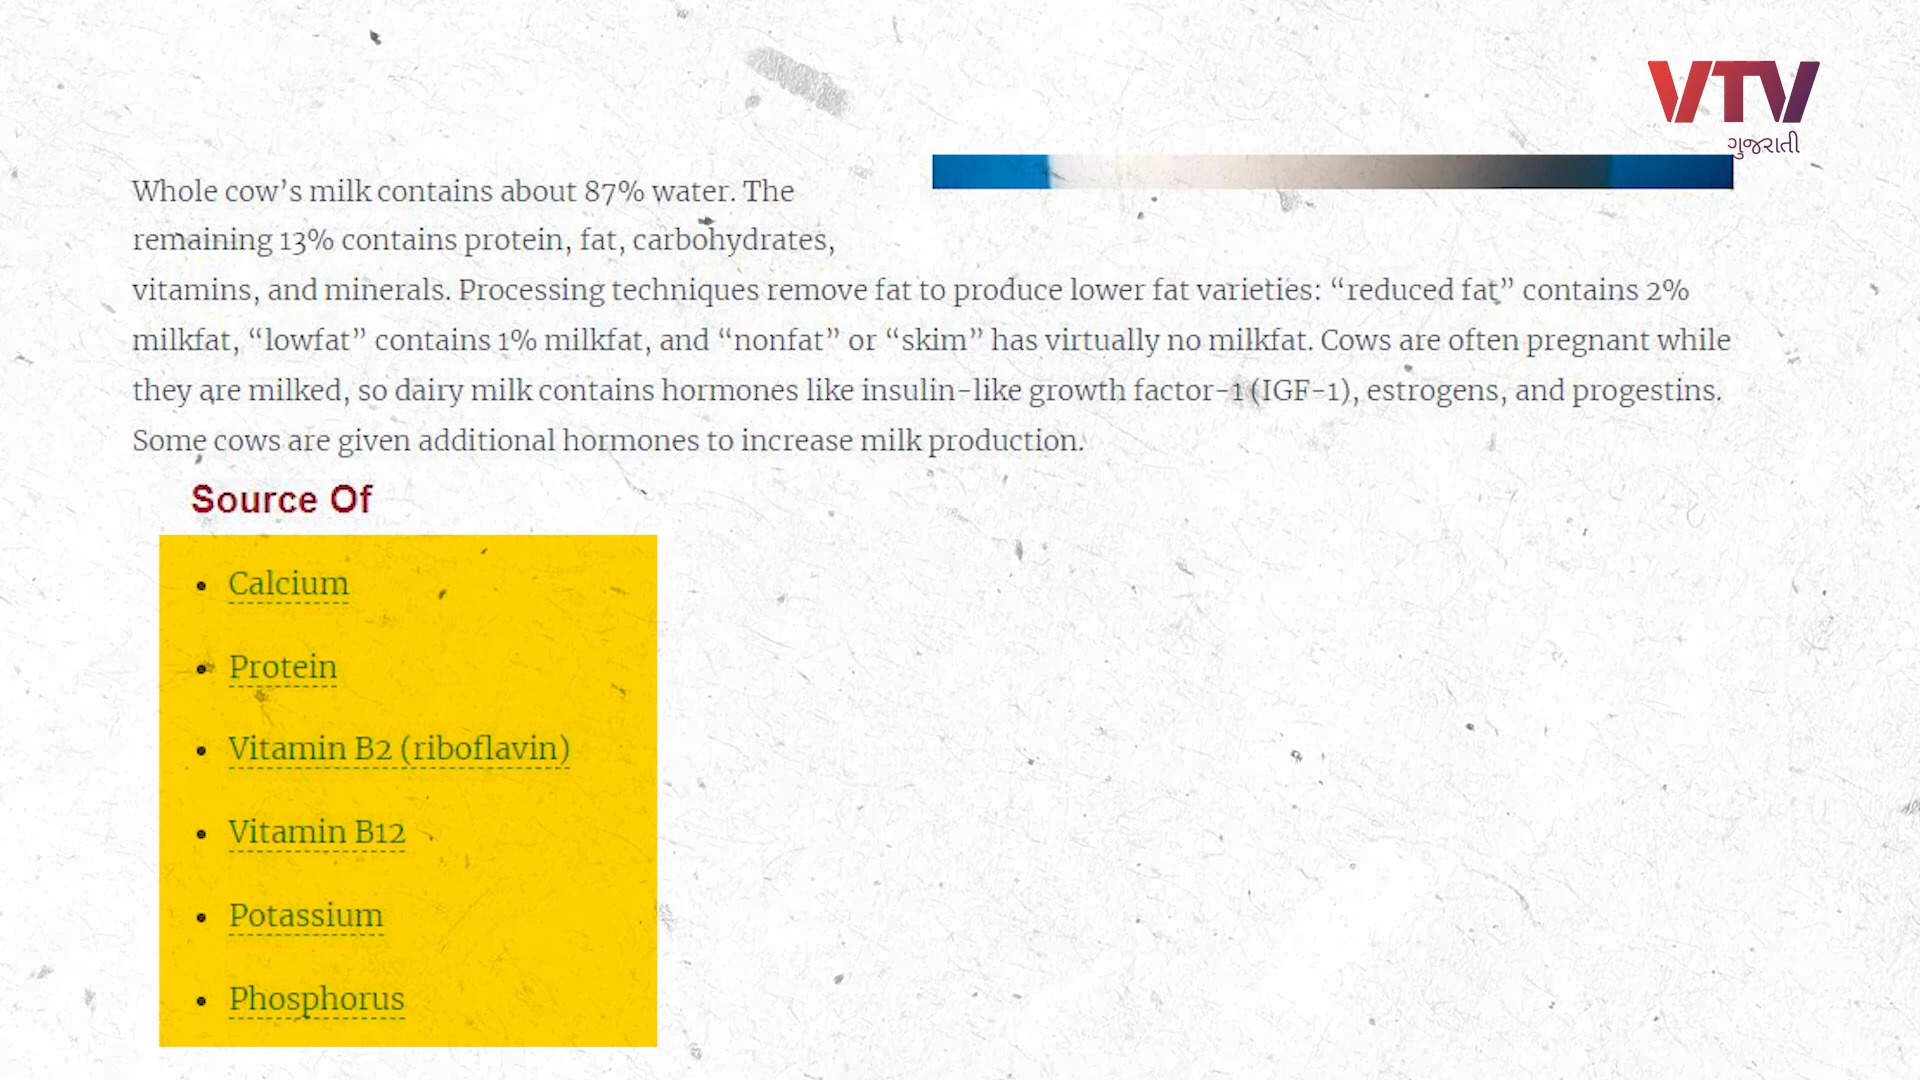 VTV
ગુજરાતી
Whole cow’s milk contains about 87% water. The
remaining 13% contains protein, fat, carbohydrates,
vitamins, and minerals. Processing techniques remove fat to produce lower fat varieties: “reduced fat” contains 2%
milkfat, “lowfat” contains 1% milkfat, and “nonfat” or “skim” has virtually no milkfat. Cows are often pregnant while
they are milked, so dairy milk contains hormones like insulin-like growth factor-1 (IGF-1), estrogens, and progestins.
Some cows are given additional hormones to increase milk production.
Source Of
• Calcium
• Protein
• Vitamin B2 (riboflavin)
• Vitamin B12
• Potassium
• Phosphorus